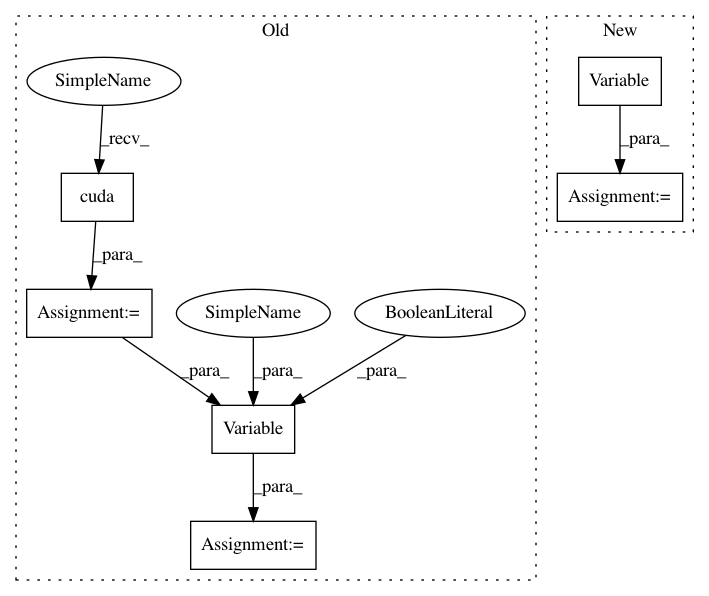 Old
New
SimpleName
Variable
_recv_
_para_
cuda
Assignment:=
_para_
Assignment:=
SimpleName
BooleanLiteral
_para_
_para_
_para_
Variable
_para_
Assignment:=